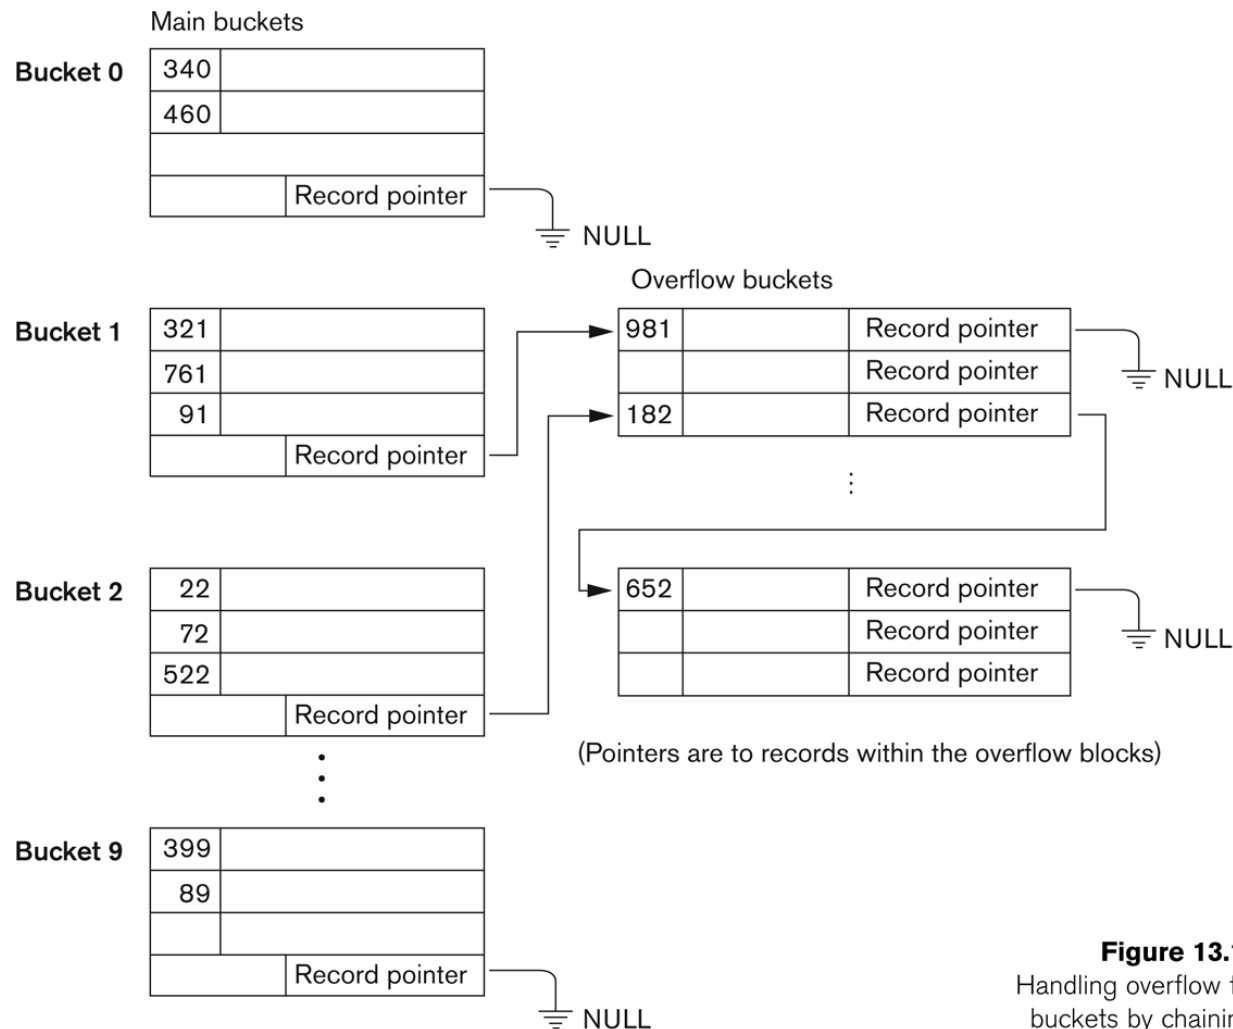 Main buckets
Bucket 0
340
460
Record pointer
NULL
Overflow buckets
Bucket 1
321
761
91
Record pointer
981 Record pointer
Record pointer
182 Record pointer
NULL
Bucket 2
22
72
522
Record pointer
652 Record pointer
Record pointer
Record pointer
NULL
(Pointers are to records within the overflow blocks)
Bucket 9
399
89
Record pointer
NULL
Figure 13.
Handling overflow
buckets by